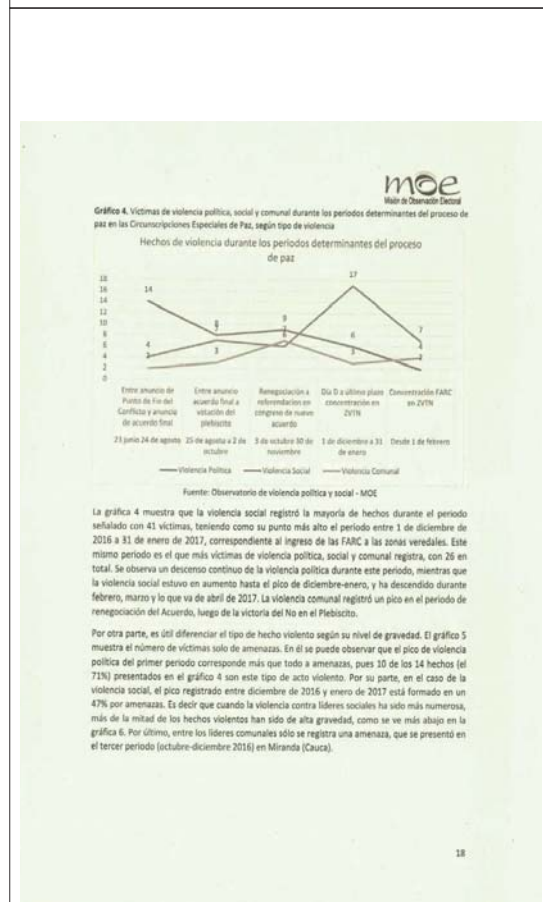 moe
Misión de Observación Electoral
Gráfico 4. Víctimas de violencia política, social y comunal durante los periodos determinantes del proceso de
paz en las Circunscripciones Especiales de Paz, según tipo de violencia
Hechos de violencia durante los periodos determinantes del proceso
de paz
18
16
14
12
10
8
6
4
2
0
14
4
3
9
6
17
6
3
7
4
Entre anuncio de Punto de Fin del Conflicto y anuncio de acuerdo final
Entre anuncio acuerdo final a votación del plebiscito
Renegociación a referendacion en congreso de nuevo acuerdo
Día D a último plazo concentración en ZVTN
Concentración FARC en ZVTN
23 junio 24 de agosto
25 de agosto a 2 de octubre
3 de octubre 30 de noviembre
1 de diciembre a 31 de enero
Desde 1 de febrero
Violencia Política Violencia Social Violencia Comunal
Fuente: Observatorio de violencia política y social - MOE
La gráfica 4 muestra que la violencia social registró la mayoría de hechos durante el periodo
señalado con 41 víctimas, teniendo como su punto más alto el periodo entre 1 de diciembre de
2016 a 31 de enero de 2017, correspondiente al ingreso de las FARC a las zonas veredales. Este
mismo periodo es el que más víctimas de violencia política, social y comunal registra, con 26 en
total. Se observa un descenso continuo de la violencia política durante este periodo, mientras que
la violencia social estuvo en aumento hasta el pico de diciembre-enero, y ha descendido durante
febrero, marzo y lo que va de abril de 2017. La violencia comunal registró un pico en el periodo de
renegociación del Acuerdo, luego de la victoria del No en el Plebiscito.
Por otra parte, es útil diferenciar el tipo de hecho violento según su nivel de gravedad. El gráfico 5
muestra el número de víctimas solo de amenazas. En él se puede observar que el pico de violencia
política del primer periodo corresponde más que todo a amenazas, pues 10 de los 14 hechos (el
71%) presentados en el gráfico 4 son este tipo de acto violento. Por su parte, en el caso de la
violencia social, el pico registrado entre diciembre de 2016 y enero de 2017 está formado en un
47% por amenazas. Es decir que cuando la violencia contra líderes sociales ha sido más numerosa,
más de la mitad de los hechos violentos han sido de alta gravedad, como se ve más abajo en la
gráfica 6. Por último, entre los líderes comunales sólo se registra una amenaza, que se presentó en
el tercer periodo (octubre-diciembre 2016) en Miranda (Cauca).
18